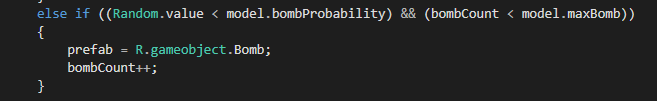 else if ((Random.value < model.bombProbability) && (bombCount < model.maxBomb))
{
prefab = R.gameobject.Bomb;
bombCount++;
}